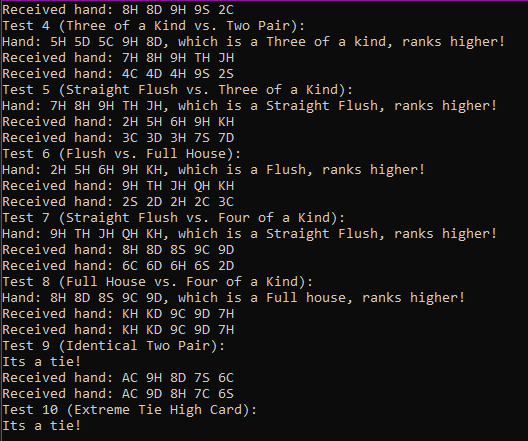 Received hand: 8H 8D 9H 9S 2C
Test 4 (Three of a Kind vs. Two Pair):
Hand: 5H 5D 5C 9H 8D, which is a Three of a kind, ranks higher!
Received hand: 7H 8H 9H TH JH
Received hand: 4C 4D 4H 9S 2S
Test 5 (Straight Flush vs. Three of a Kind):
Hand: 7H 8H 9H TH JH, which is a Straight Flush, ranks higher!
Received hand: 2H 5H 6H 9H KH
Received hand: 3C 3D 3H 7S 7D
Test 6 (Flush vs. Full House):
Hand: 2H 5H 6H 9H KH, which is a Flush, ranks higher!
Received hand: 9H TH JH QH KH
Received hand: 2S 2D 2H 2C 3C
Test 7 (Straight Flush vs. Four of a Kind):
Hand: 9H TH JH QH KH, which is a Straight Flush, ranks higher!
Received hand: 8H 8D 8S 9C 9D
Received hand: 6C 6D 6H 6S 2D
Test 8 (Full House vs. Four of a Kind):
Hand: 8H 8D 8S 9C 9D, which is a Full house, ranks higher!
Received hand: KH KD 9C 9D 7H
Received hand: KH KD 9C 9D 7H
Test 9 (Identical Two Pair):
Its a tie!
Received hand: AC 9H 8D 7S 6C
Received hand: AC 9D 8H 7C 6S
Test 10 (Extreme Tie High Card):
Its a tie!